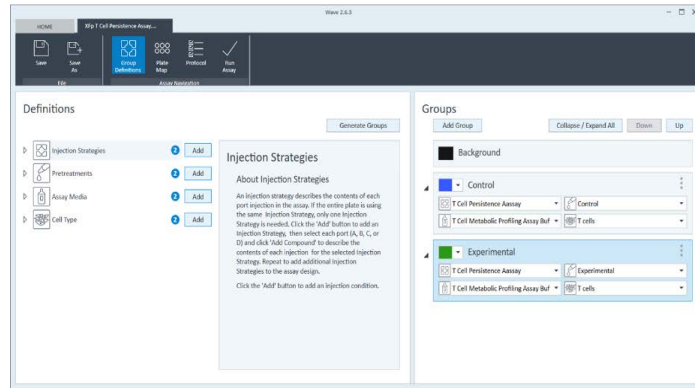 Wave 2.6.5
HOME
XFp T Cell Persistence Assay,...
Save
Save As
Group Definitions
Plate Map
Protocol
Run Assay
File
Assay Navigation
Definitions
Generate Groups
Injection Strategies
2
Add
Pretreatments
2
Add
Assay Media
2
Add
Cell Type
2
Add
Injection Strategies
About Injection Strategies
An injection strategy describes the contents of each
port injection in the assay. If the entire plate is using
the same Injection Strategy, only one Injection
Strategy is needed. Click the 'Add' button to add an
Injection Strategy, then select each port (A, B, C, or
D) and click 'Add Compound' to describe the
contents of each injection for the selected Injection
Strategy. Repeat to add additional Injection
Strategies to the assay design.
Click the 'Add' button to add an injection condition.
Groups
Add Group
Collapse / Expand All
Down
Up
Background
Control
T Cell Persistence Aassay
Control
T Cell Metabolic Profiling Assay Buf
T cells
Experimental
T Cell Persistence Aassay
Experimental
T Cell Metabolic Profiling Assay Buf
T cells